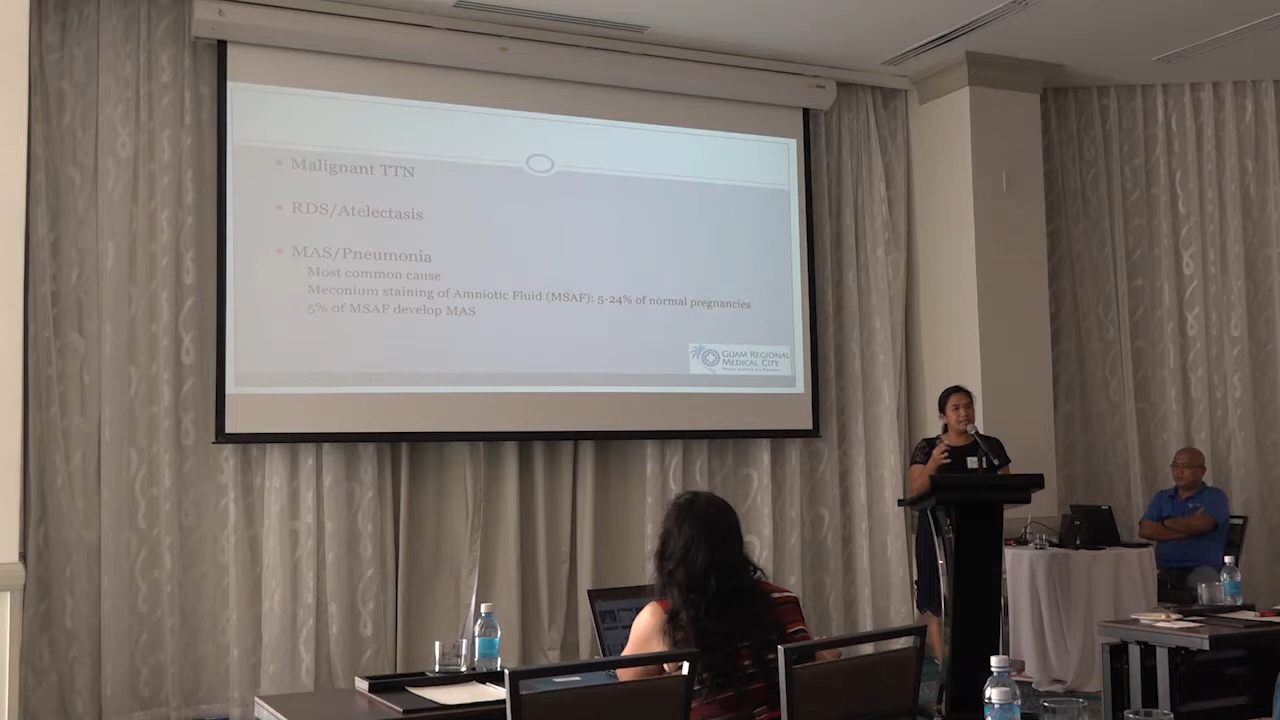 Malignant TTN
RDS/Atelectasis
MAS/Pneumonia
Most common cause
Meconium staining of Amniotic Fluid (MSAF): 5-24% of normal pregnancies
5% of MSAF develop MAS
GUAM REGIONAL
MEDICAL CITY